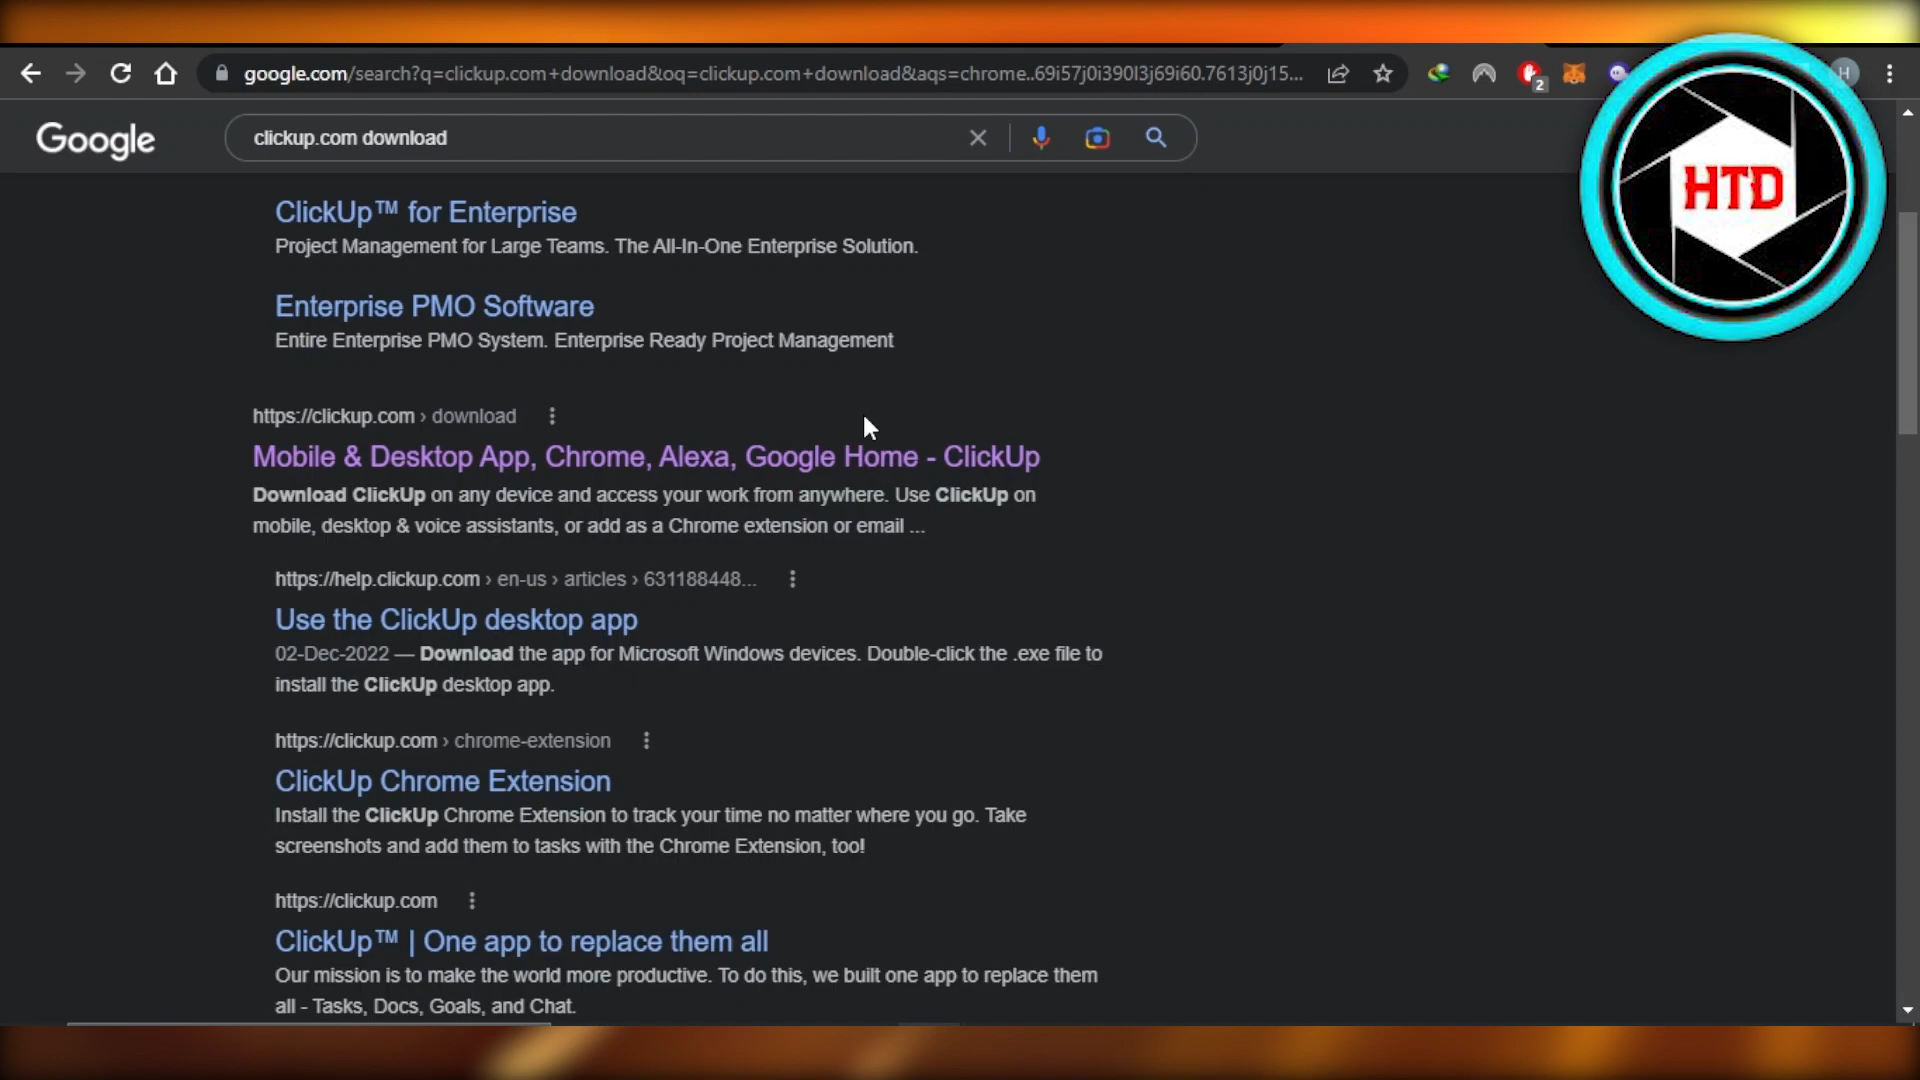 google.com/search?q=clickup.com+download&oq=clickup.com+download&aqs=chrome..69i57j0i390l3j69i60.7613j0j15...
2
H
Google
clickup.com download
HTD
ClickUp™ for Enterprise
Project Management for Large Teams. The All-In-One Enterprise Solution.
Enterprise PMO Software
Entire Enterprise PMO System. Enterprise Ready Project Management
https://clickup.com › download
Mobile & Desktop App, Chrome, Alexa, Google Home - ClickUp
Download ClickUp on any device and access your work from anywhere. Use ClickUp on
mobile, desktop & voice assistants, or add as a Chrome extension or email ...
https://help.clickup.com › en-us › articles › 631188448...
Use the ClickUp desktop app
02-Dec-2022 — Download the app for Microsoft Windows devices. Double-click the .exe file to
install the ClickUp desktop app.
https://clickup.com › chrome-extension
ClickUp Chrome Extension
Install the ClickUp Chrome Extension to track your time no matter where you go. Take
screenshots and add them to tasks with the Chrome Extension, too!
https://clickup.com
ClickUp™ | One app to replace them all
Our mission is to make the world more productive. To do this, we built one app to replace them
all - Tasks, Docs, Goals, and Chat.